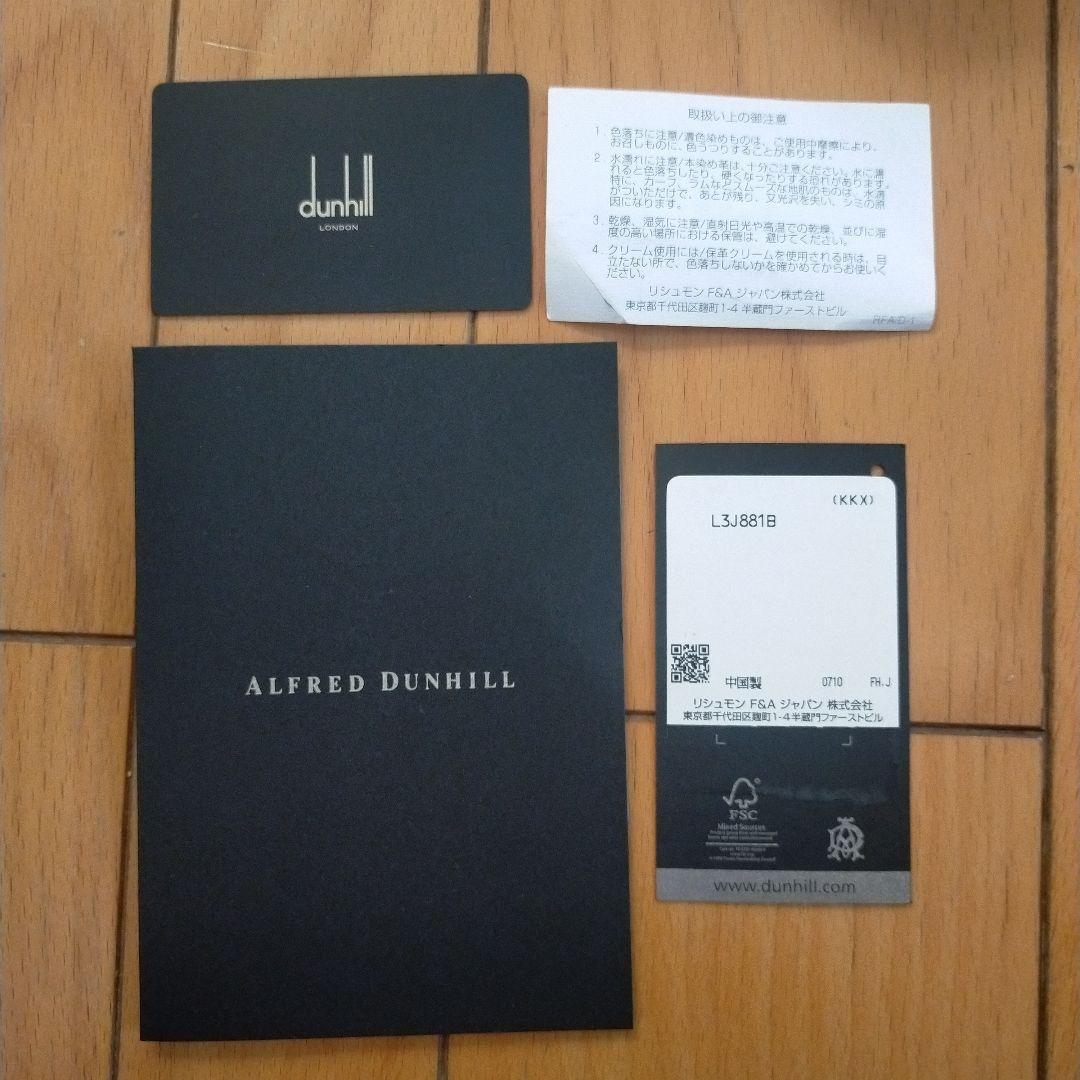 dunhill
LONDON
取扱い上の御注意
1. 色落ちに注意/濃色染めものは、ご使用中摩擦により、
お召しものに、色うつりすることがあります。
2. 水濡れに注意/本染め革は、十分ご注意ください。水に濡
れると色落ちしたり、硬くなったりする恐れがあります。
特に、カーフ、ラムなどスムーズな地肌のものは、水滴
がついただけで、あとが残り、又光沢を失い、シミの原
因になります。
3. 乾燥、湿気に注意/直射日光や高温での乾燥、並びに湿
度の高い場所における保管は、避けてください。
4. クリーム使用には/保革クリームを使用される時は、目
立たない所で、色落ちしないかを確かめてからお使いく
ださい。
リシュモン F&A ジャパン株式会社
東京都千代田区麹町1-4 半蔵門ファーストビル
RFA/D-1
ALFRED DUNHILL
(KKX)
L3J881B
中国製 0710 FH.J
リシュモン F&A ジャパン 株式会社
東京都千代田区麹町1-4半蔵門ファーストビル
FSC
Mixed Sources
www.dunhill.com